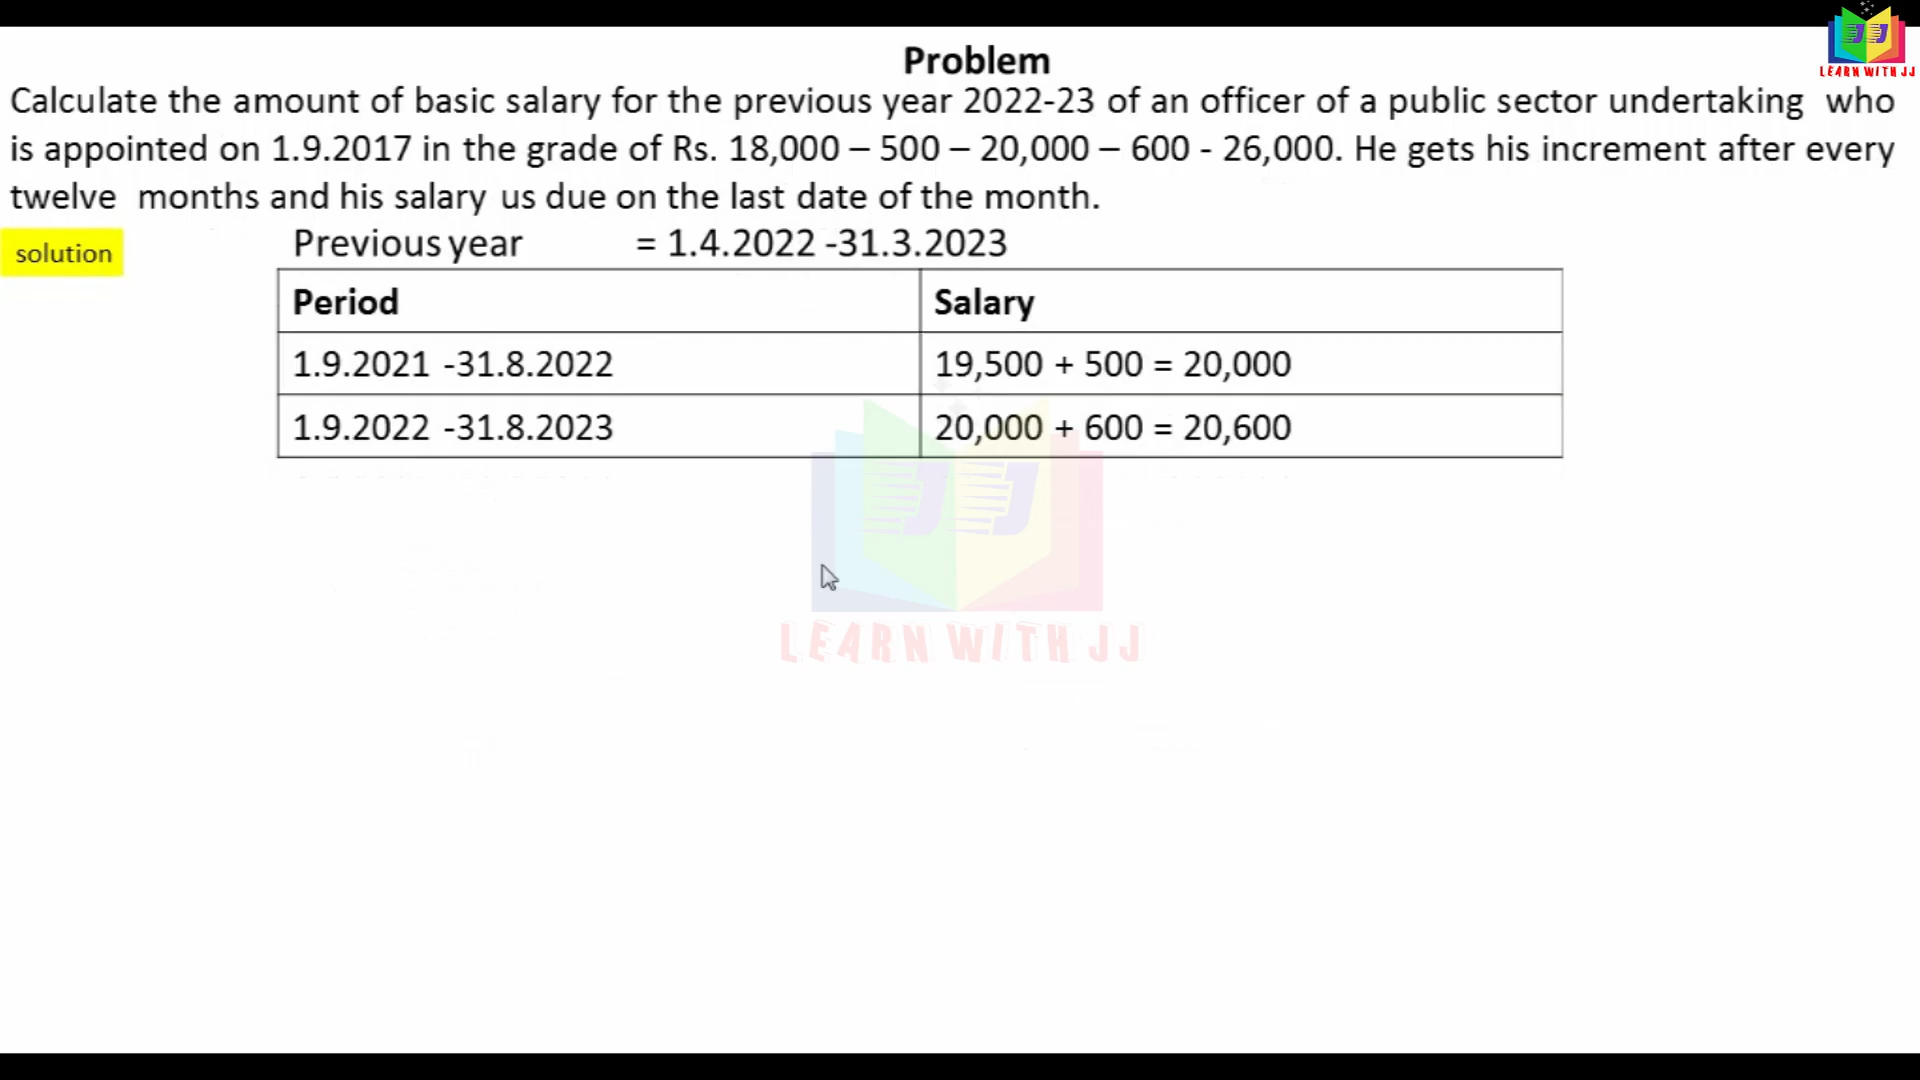 LEARN WITH JJ
Problem
Calculate the amount of basic salary for the previous year 2022-23 of an officer of a public sector undertaking who
is appointed on 1.9.2017 in the grade of Rs. 18,000 – 500 – 20,000 – 600 - 26,000. He gets his increment after every
twelve months and his salary us due on the last date of the month.
solution
Previous year = 1.4.2022 -31.3.2023
Period Salary
1.9.2021 -31.8.2022 19,500 + 500 = 20,000
1.9.2022 -31.8.2023 20,000 + 600 = 20,600
JJ
LEARN WITH JJ